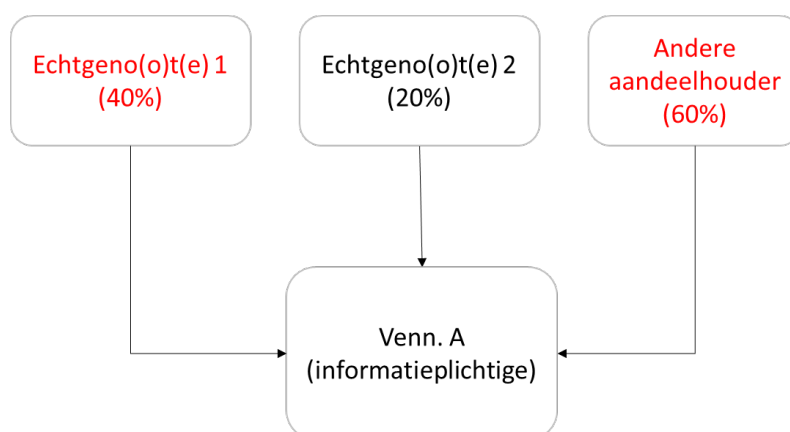 Echtgeno(o)t(e) 1
(40%)
Echtgeno(o)t(e) 2
(20%)
Andere
aandeelhouder
(60%)
Venn. A
(informatieplichtige)